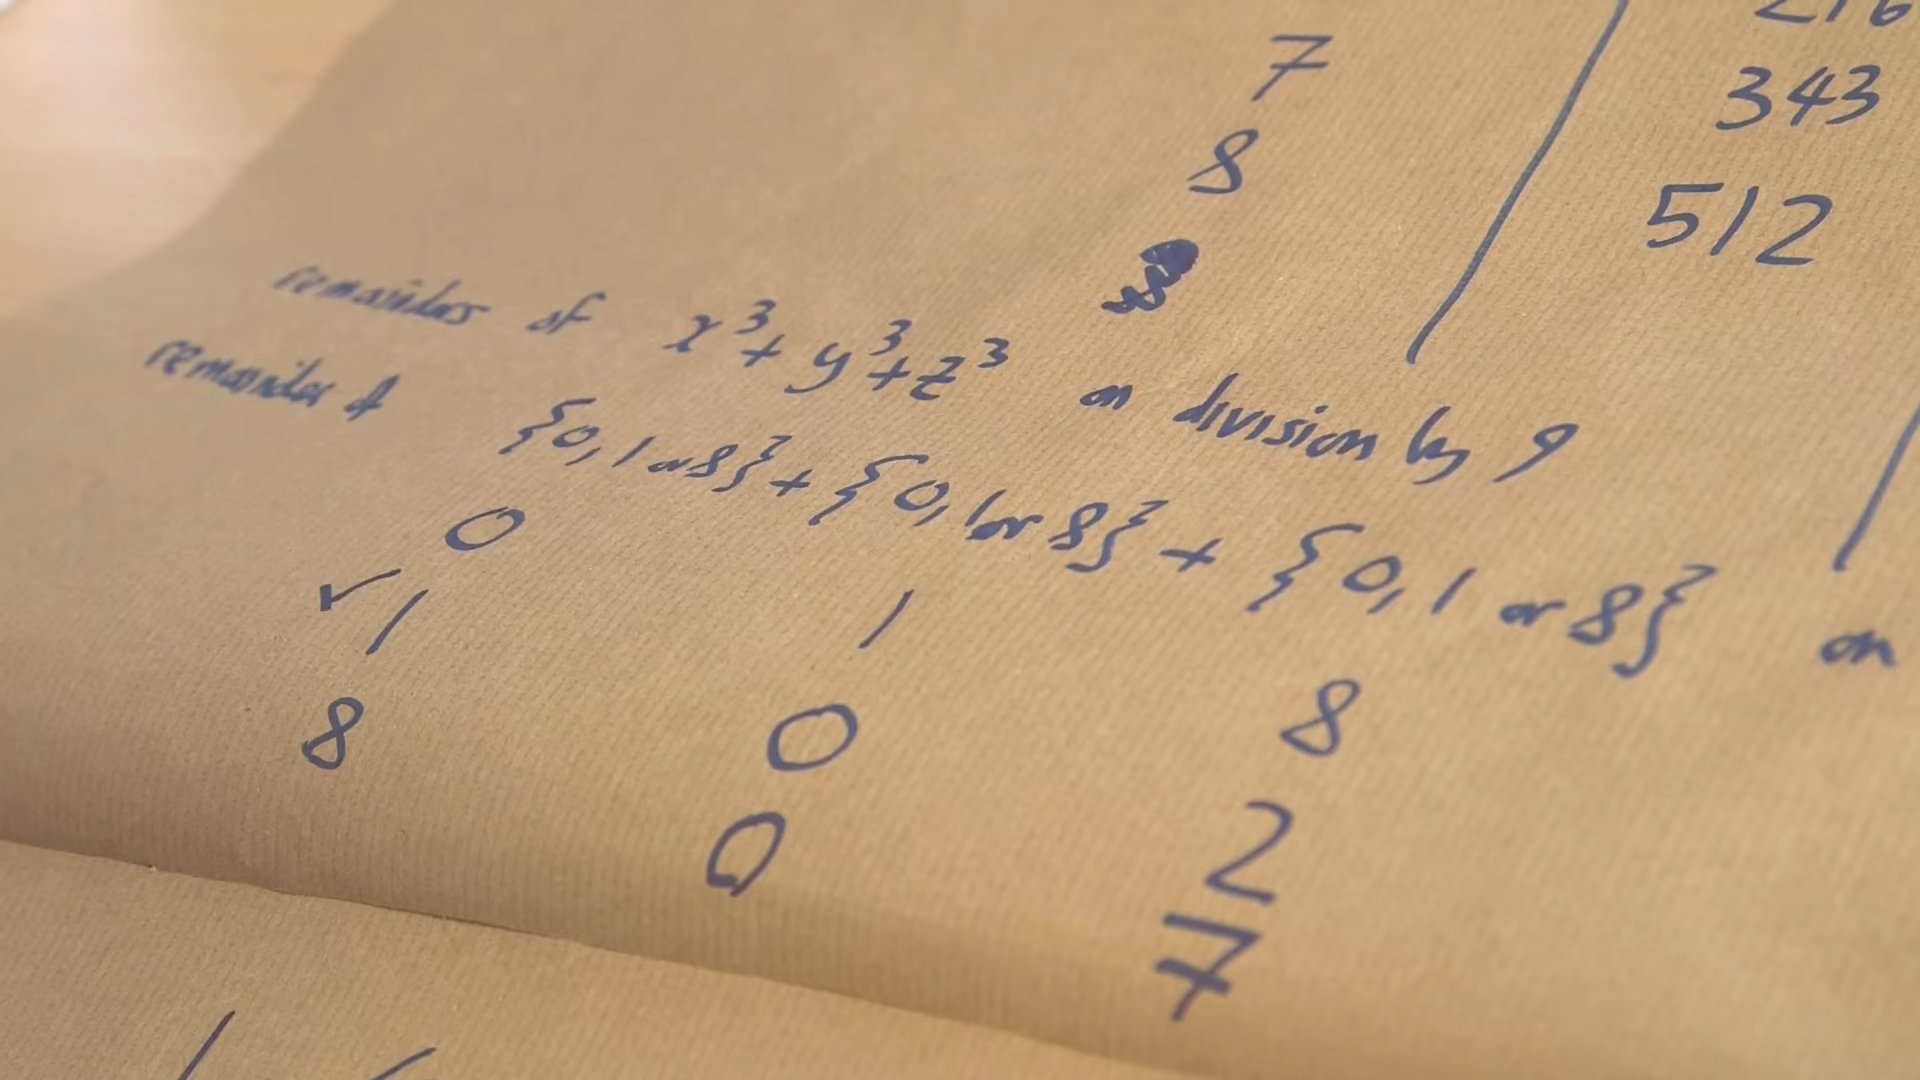 7
343
8
512
remainders of x³ + y³ + z³ on division by 9
remainder of {0, 1 or 8} + {0, 1 or 8} + {0, 1 or 8} on
0
✓ 1 1
8 0 8
0 2
7